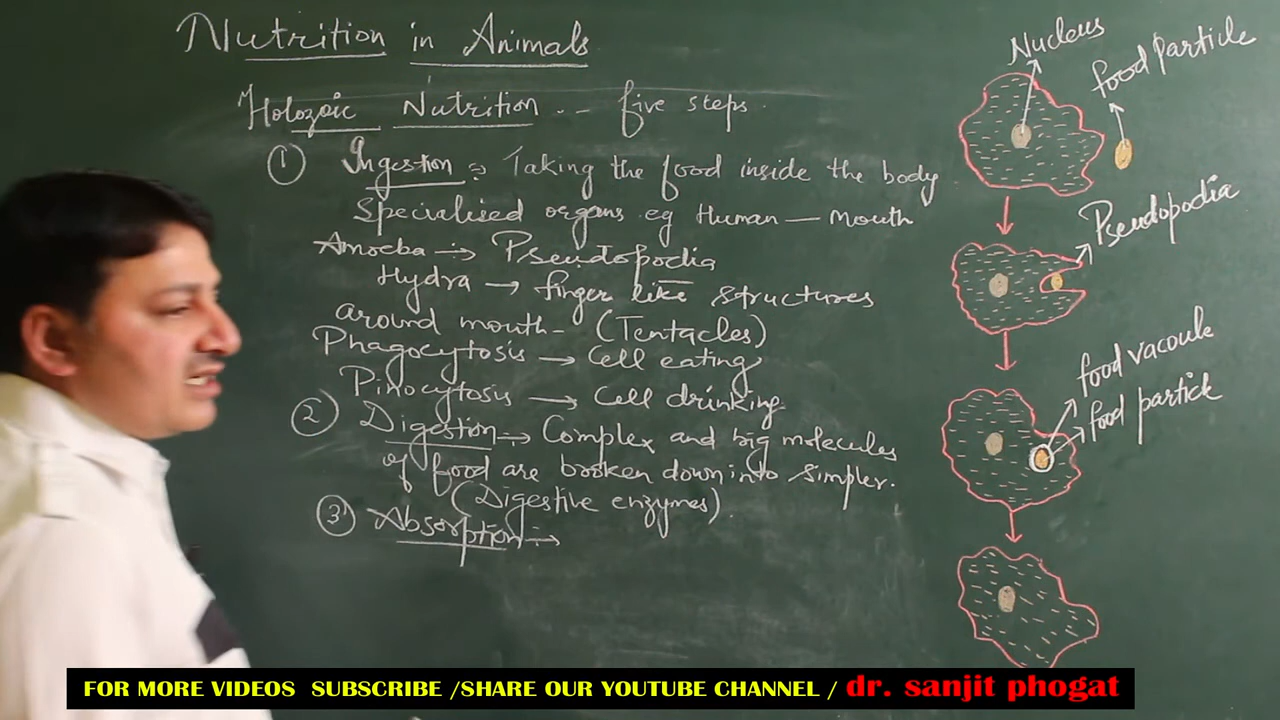 Nutrition in Animals
Holozoic Nutrition -- five steps.
① Ingestion :- Taking the food inside the body
Specialised organs eg Human — Mouth
Amoeba :→ Pseudopodia
Hydra → finger like structures
around mouth - (Tentacles)
Phagocytosis → Cell eating
Pinocytosis → Cell drinking.
② Digestion :→ Complex and big molecules
of food are broken down into simpler.
(Digestive enzymes).
③ Absorption :→
Nucleus
food particle
Pseudopodia
food vacoule
food particle
FOR MORE VIDEOS SUBSCRIBE /SHARE OUR YOUTUBE CHANNEL / dr. sanjit phogat